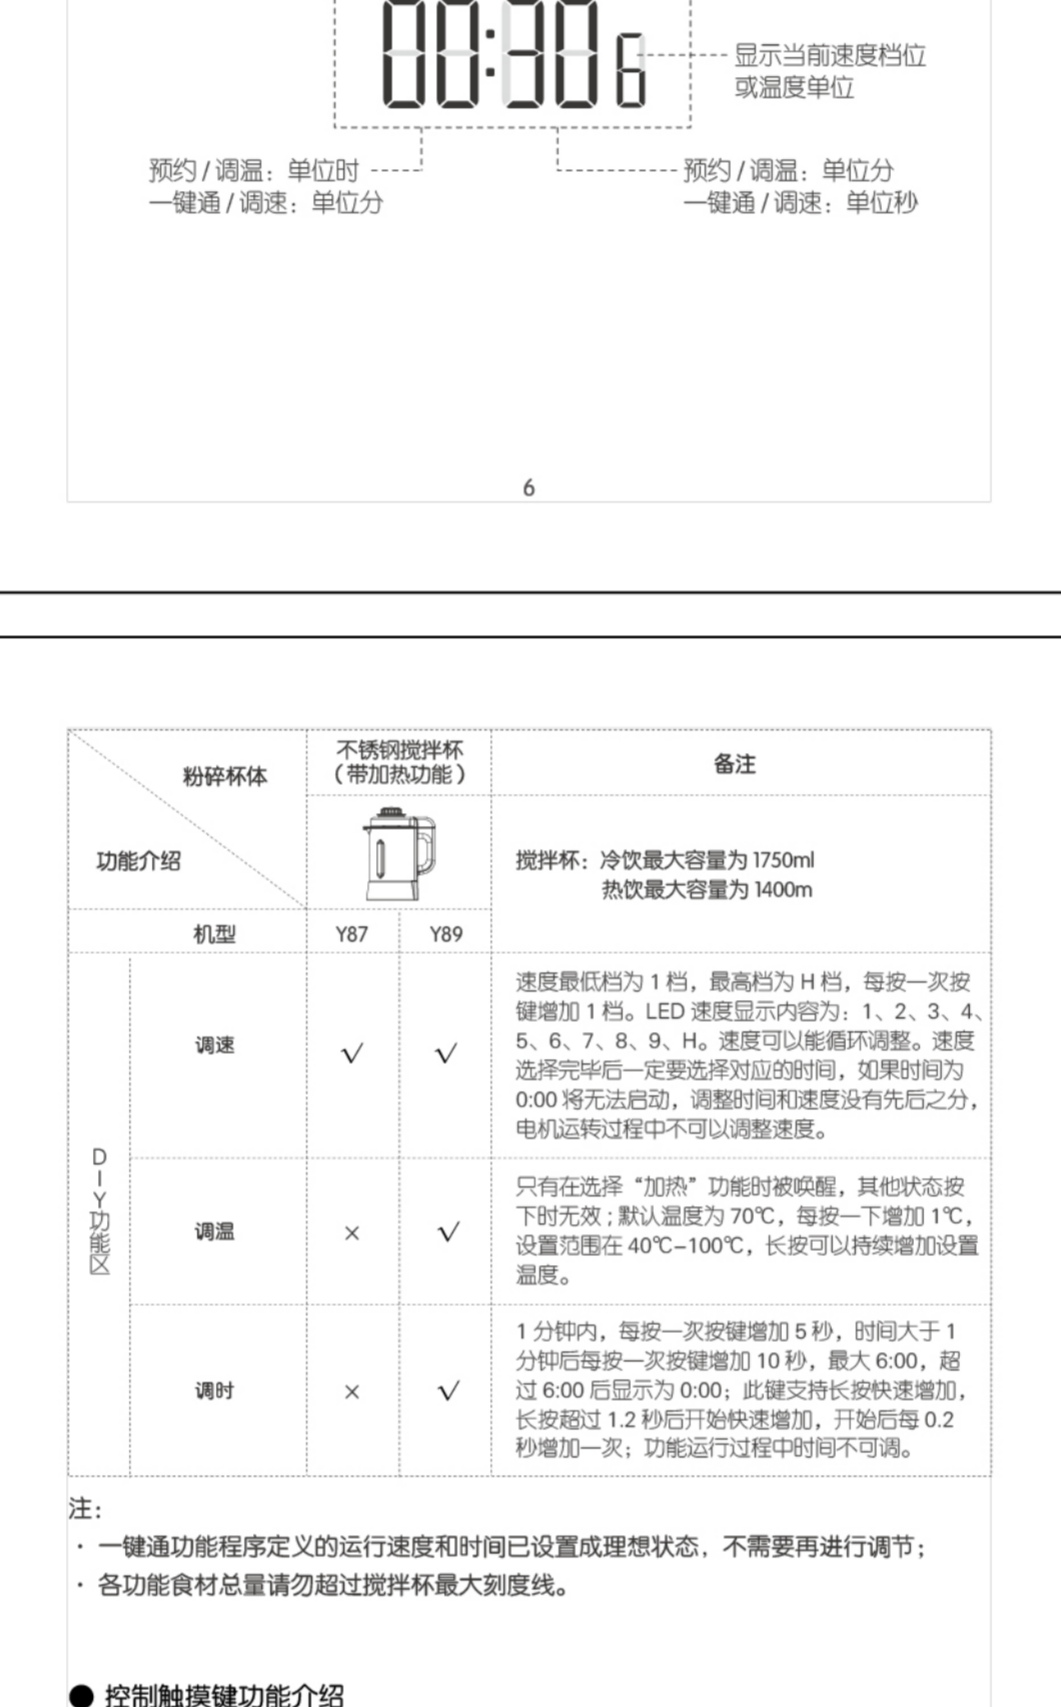 00:30 6
显示当前速度档位
或温度单位
预约 / 调温：单位时
一键通 / 调速：单位分
预约 / 调温：单位分
一键通 / 调速：单位秒
6
粉碎杯体
功能介绍
不锈钢搅拌杯
（带加热功能）
备注
搅拌杯：冷饮最大容量为 1750ml
热饮最大容量为 1400m
机型
Y87
Y89
DIY功能区
调速
√
√
速度最低档为 1 档，最高档为 H 档，每按一次按
键增加 1 档。LED 速度显示内容为：1、2、3、4、
5、6、7、8、9、H。速度可以能循环调整。速度
选择完毕后一定要选择对应的时间，如果时间为
0:00 将无法启动，调整时间和速度没有先后之分，
电机运转过程中不可以调整速度。
调温
×
√
只有在选择“加热”功能时被唤醒，其他状态按
下时无效；默认温度为 70℃，每按一下增加 1℃，
设置范围在 40℃-100℃，长按可以持续增加设置
温度。
调时
×
√
1 分钟内，每按一次按键增加 5 秒，时间大于 1
分钟后每按一次按键增加 10 秒，最大 6:00，超
过 6:00 后显示为 0:00；此键支持长按快速增加，
长按超过 1.2 秒后开始快速增加，开始后每 0.2
秒增加一次；功能运行过程中时间不可调。
注：
· 一键通功能程序定义的运行速度和时间已设置成理想状态，不需要再进行调节；
· 各功能食材总量请勿超过搅拌杯最大刻度线。
● 控制触摸键功能介绍